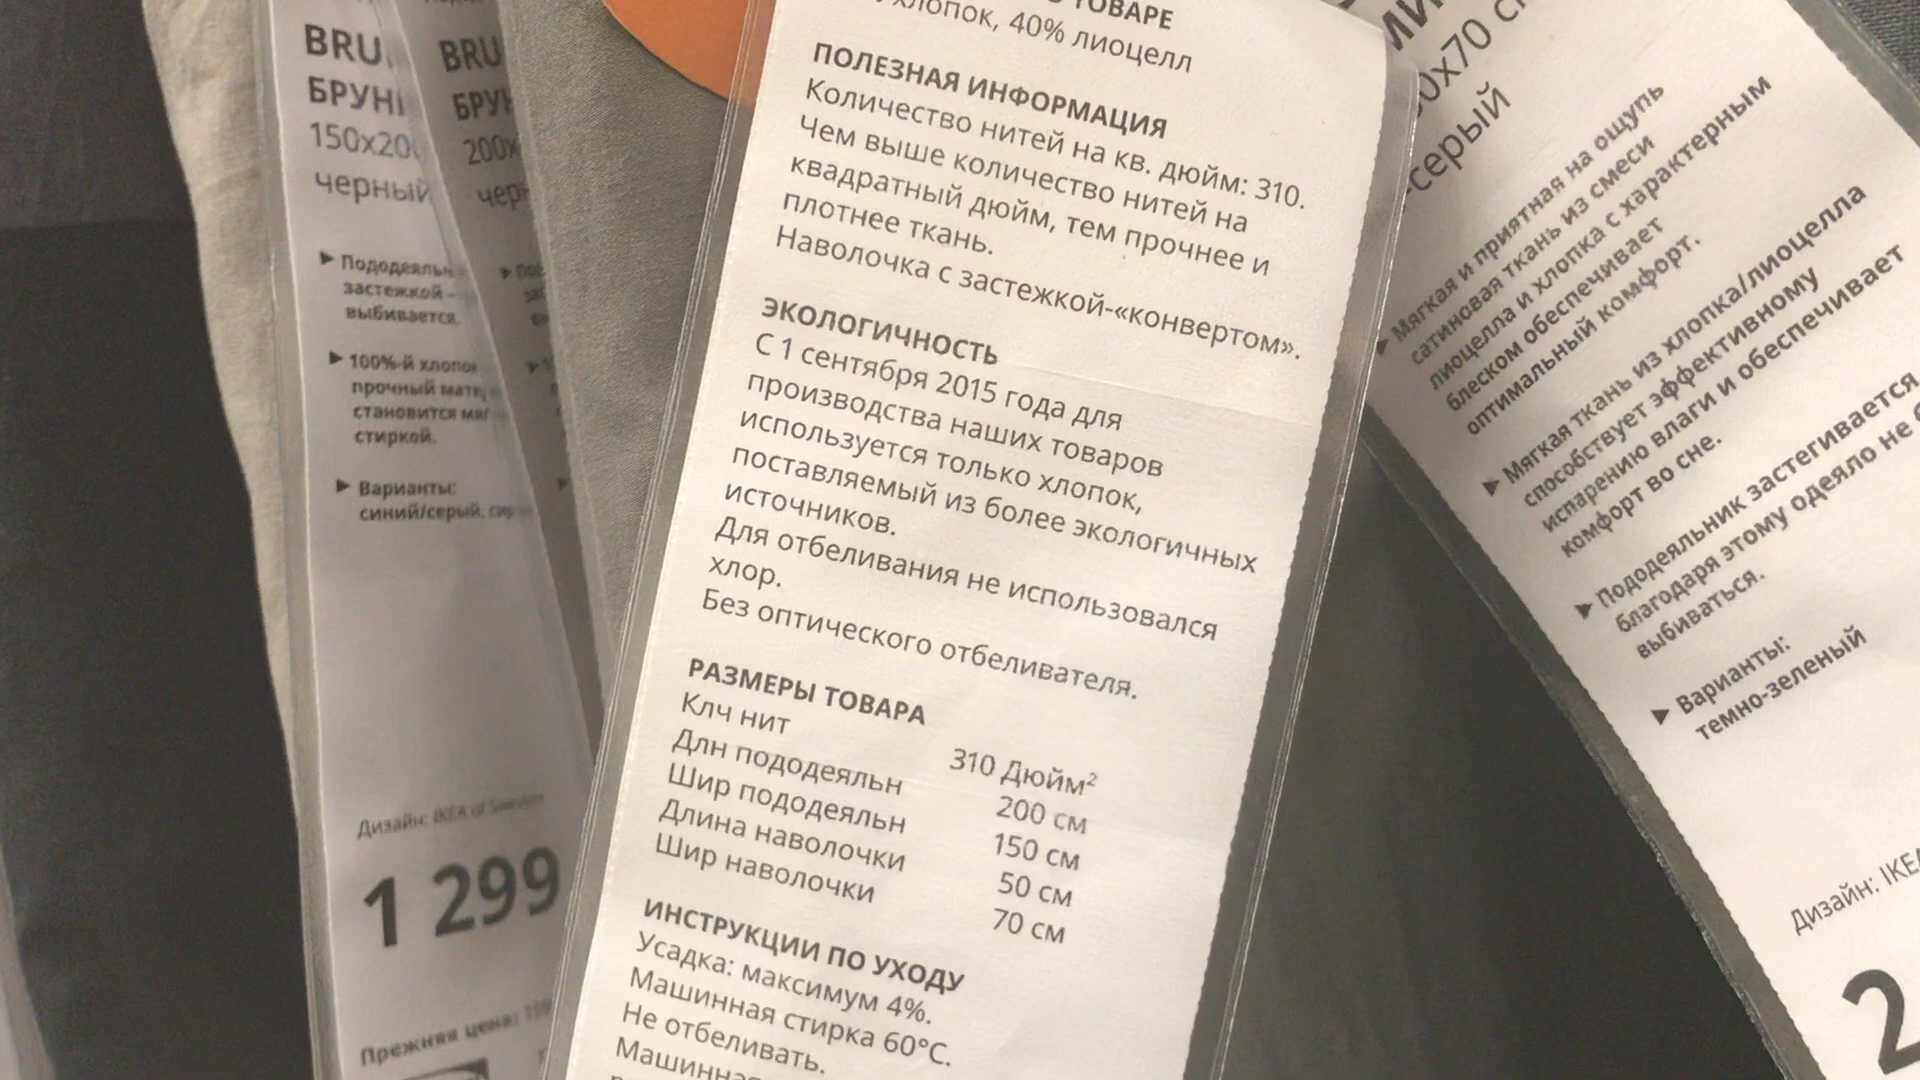 BRU
БРУН
150x20
черный
Пододеяльн
застежкой –
выбивается.
100%-й хлопок
прочный мате
становится мяг
стиркой.
Варианты:
синий/серый,
Дизайн: IKEA of Sweden
1 299
Прежняя цена:
BRU
БРУ
200x
чер
ТОВАРЕ
хлопок, 40% лиоцелл
ПОЛЕЗНАЯ ИНФОРМАЦИЯ
Количество нитей на кв. дюйм: 310.
Чем выше количество нитей на
квадратный дюйм, тем прочнее и
плотнее ткань.
Наволочка с застежкой-«конвертом».
ЭКОЛОГИЧНОСТЬ
С 1 сентября 2015 года для
производства наших товаров
используется только хлопок,
поставляемый из более экологичных
источников.
Для отбеливания не использовался
хлор.
Без оптического отбеливателя.
РАЗМЕРЫ ТОВАРА
Клч нит 310 Дюйм²
Длн пододеяльн 200 см
Шир пододеяльн 150 см
Длина наволочки 50 см
Шир наволочки 70 см
ИНСТРУКЦИИ ПО УХОДУ
Усадка: максимум 4%.
Машинная стирка 60°C.
Не отбеливать.
Машинная
0x70 с
-серый
Мягкая и приятная на ощупь
сатиновая ткань из смеси
лиоцелла и хлопка с характерным
блеском обеспечивает
оптимальный комфорт.
Мягкая ткань из хлопка/лиоцелла
способствует эффективному
испарению влаги и обеспечивает
комфорт во сне.
Пододеяльник застегивается
благодаря этому одеяло не
выбиваться.
Варианты:
темно-зеленый
Дизайн: IKE
2